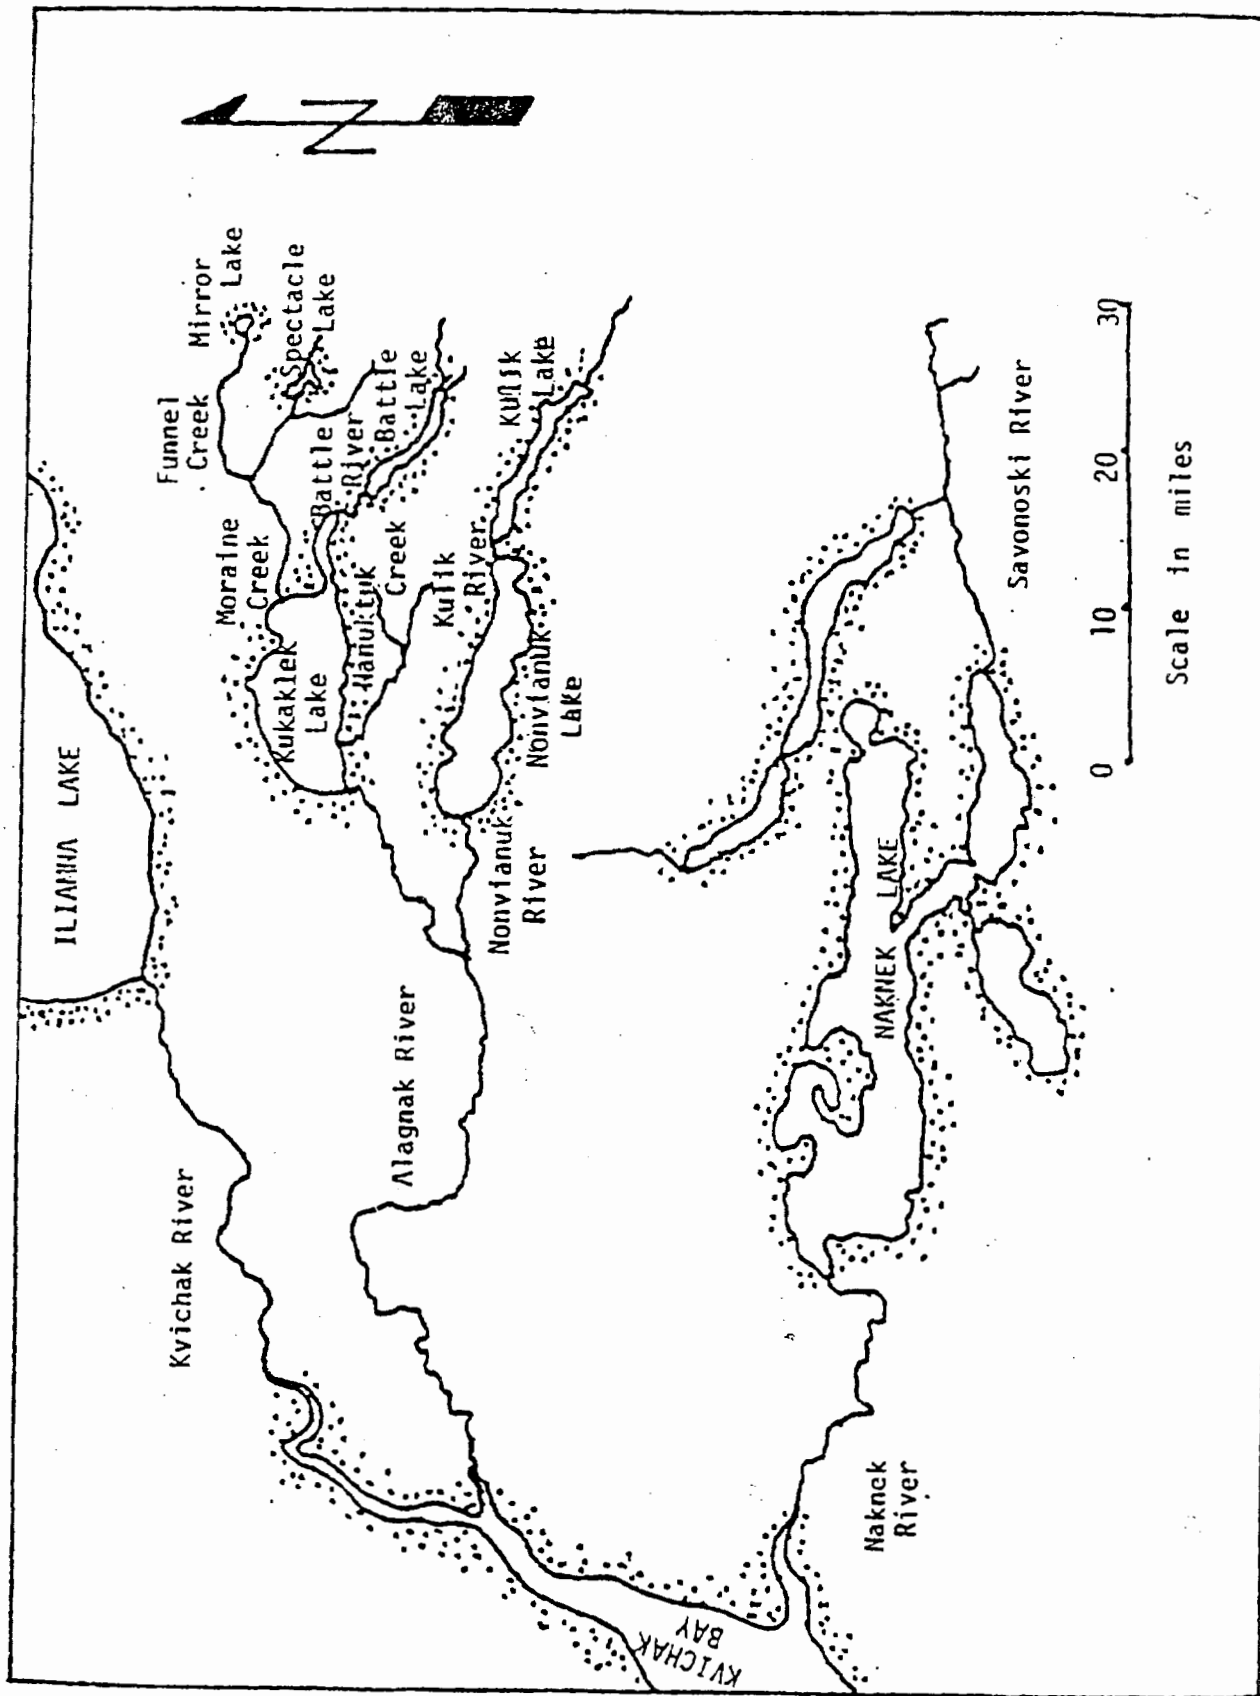 N
ILIAMNA LAKE
Kvichak River
Funnel
Creek
Mirror
Lake
Moraine
Creek
Spectacle
Lake
Kukaklek
Lake
Battle
River
Battle
Lake
Nanuktuk
Creek
Kulik
River
Kulik
Lake
Alagnak River
Nonvianuk
River
Nonvianuk
Lake
KVICHAK
BAY
Naknek
River
NAKNEK LAKE
Savonoski River
0 10 20 30
Scale in miles